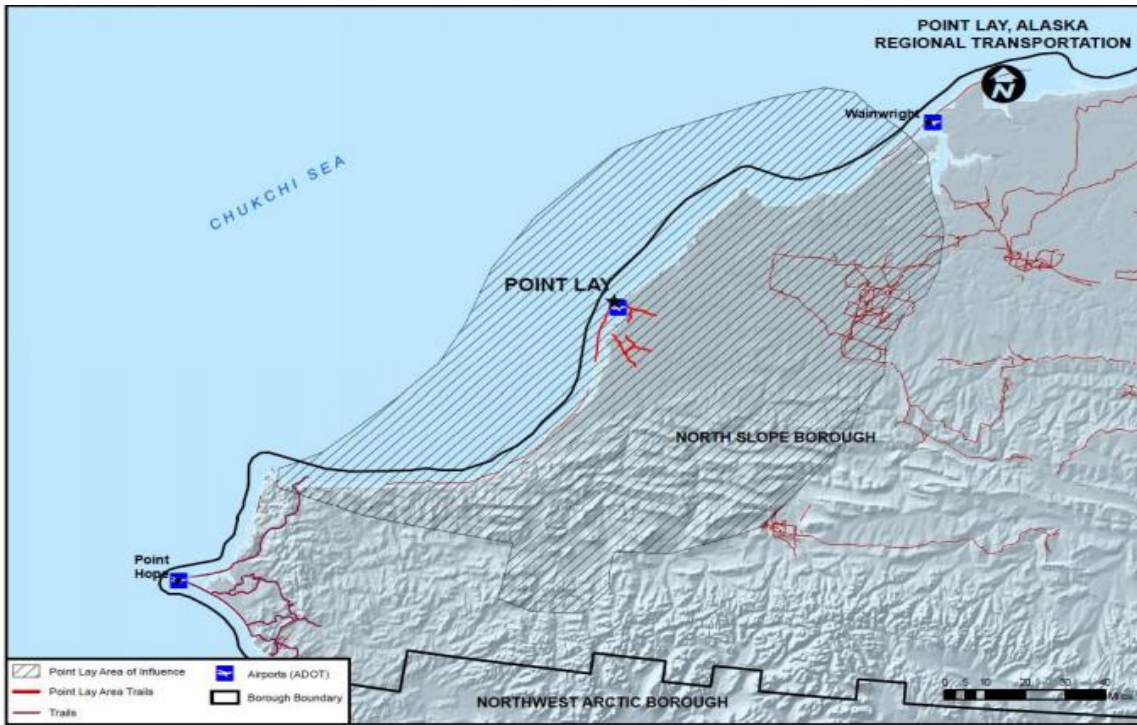 POINT LAY, ALASKA
REGIONAL TRANSPORTATION
N
Wainwright
CHUKCHI SEA
POINT LAY
NORTH SLOPE BOROUGH
Point
Hope
Point Lay Area of Influence
Airports (ADOT)
Point Lay Area Trails
Borough Boundary
Trails
NORTHWEST ARCTIC BOROUGH
0 5 10 20 30 40
Miles